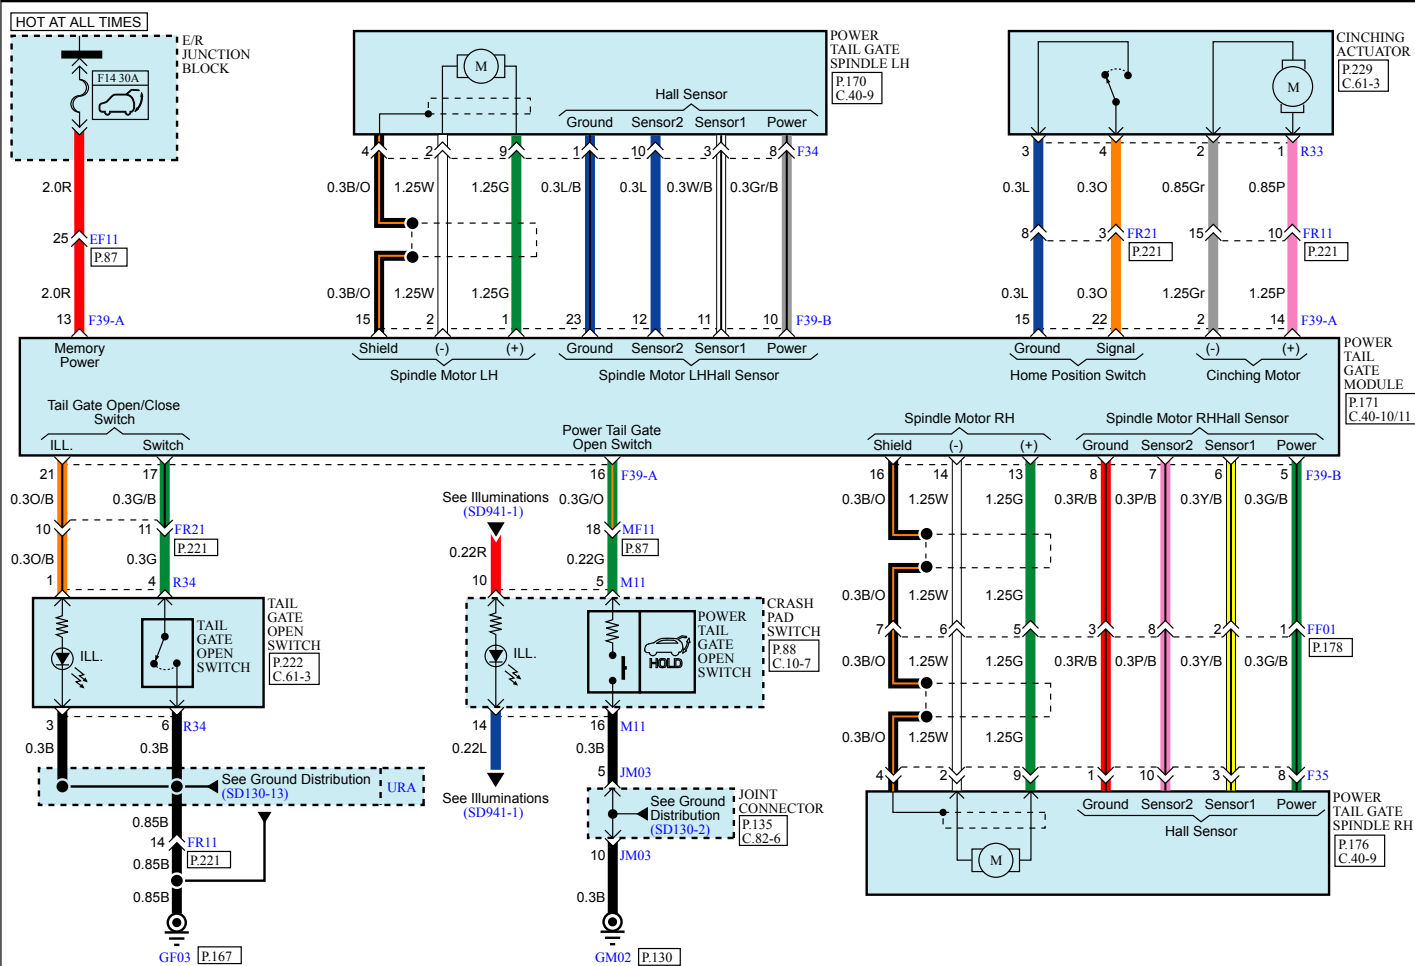 HOT AT ALL TIMES
E/R
JUNCTION
BLOCK
F14 30A
2.0R
25 EF11
P.87
2.0R
13 F39-A
Memory
Power
POWER
TAIL GATE
SPINDLE LH
P.170
C.40-9
M
Hall Sensor
Ground Sensor2 Sensor1 Power
4 2 9 1 10 3 8 F34
0.3B/O 1.25W 1.25G 0.3L/B 0.3L 0.3W/B 0.3Gr/B
0.3B/O 1.25W 1.25G
15 2 1 23 12 11 10 F39-B
Shield (-) (+) Ground Sensor2 Sensor1 Power
Spindle Motor LH Spindle Motor LHHall Sensor
CINCHING
ACTUATOR
P.229
C.61-3
M
3 4 2 1 R33
0.3L 0.3O 0.85Gr 0.85P
8 3 FR21 15 10 FR11
P.221 P.221
0.3L 0.3O 1.25Gr 1.25P
15 22 2 14 F39-A
Ground Signal (-) (+)
Home Position Switch Cinching Motor
POWER
TAIL
GATE
MODULE
P.171
C.40-10/11
Tail Gate Open/Close
Switch
ILL. Switch
21 17
0.3O/B 0.3G/B
10 11 FR21
P.221
0.3O/B 0.3G
1 4 R34
TAIL
GATE
OPEN
SWITCH
ILL.
TAIL
GATE
OPEN
SWITCH
P.222
C.61-3
3 6 R34
0.3B 0.3B
See Ground Distribution
(SD130-13)
URA
0.85B
14 FR11
P.221
0.85B
0.85B
GF03 P.167
Power Tail Gate
Open Switch
16 F39-A
0.3G/O
18 MF11
P.87
0.22G
5 M11
See Illuminations
(SD941-1)
0.22R
10
ILL.
HOLD
POWER
TAIL
GATE
OPEN
SWITCH
CRASH
PAD
SWITCH
P.88
C.10-7
14 16 M11
0.22L 0.3B
See Illuminations
(SD941-1)
5 JM03
See Ground
Distribution
(SD130-2)
JOINT
CONNECTOR
P.135
C.82-6
10 JM03
0.3B
GM02 P.130
Spindle Motor RH Spindle Motor RHHall Sensor
Shield (-) (+) Ground Sensor2 Sensor1 Power
16 14 13 8 7 6 5 F39-B
0.3B/O 1.25W 1.25G 0.3R/B 0.3P/B 0.3Y/B 0.3G/B
0.3B/O 1.25W 1.25G
7 6 5 3 8 2 1 FF01
P.178
0.3B/O 1.25W 1.25G 0.3R/B 0.3P/B 0.3Y/B 0.3G/B
0.3B/O 1.25W 1.25G
4 2 9 1 10 3 8 F35
Ground Sensor2 Sensor1 Power
Hall Sensor
M
POWER
TAIL GATE
SPINDLE RH
P.176
C.40-9